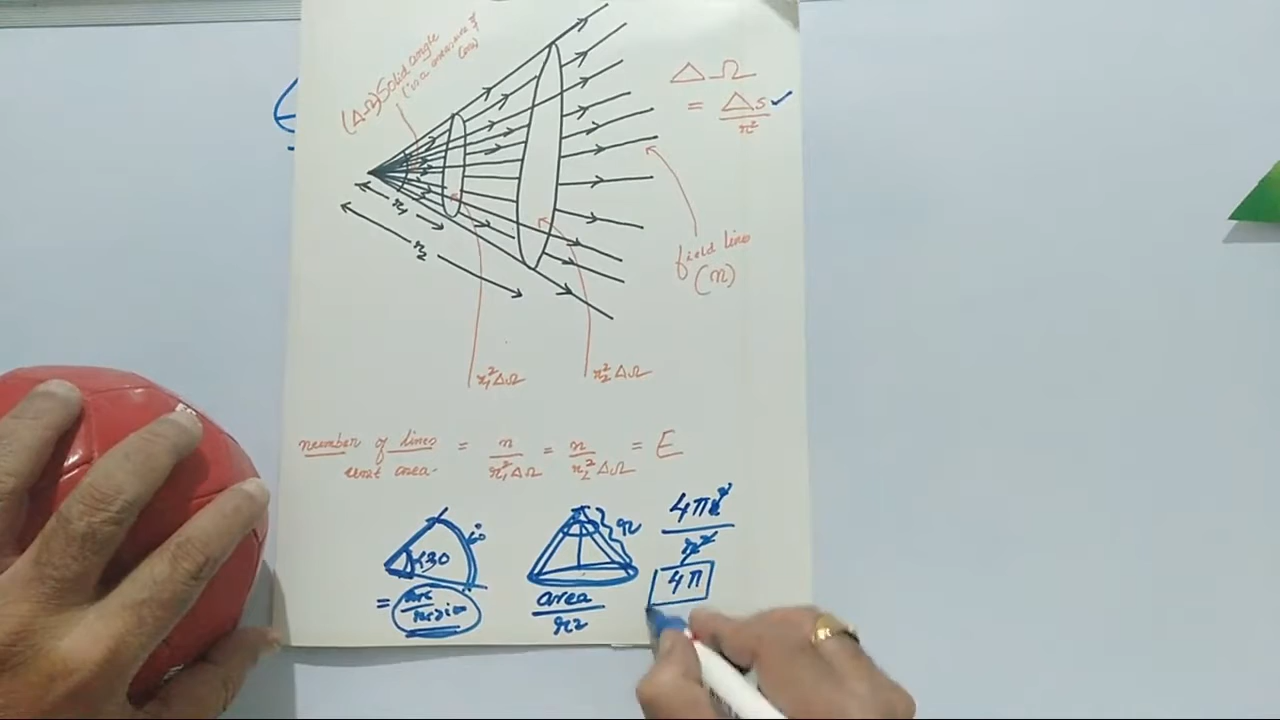 (ΔΩ) Solid angle
ΔΩ
= Δs
r²
r₁
r₂
field lines
(n)
r₁²ΔΩ
r₂²ΔΩ
number of lines = n = n = E
unit area r₁²ΔΩ r₂²ΔΩ
r
4πr²
r²
30
4π
= arc
radius
area
r²